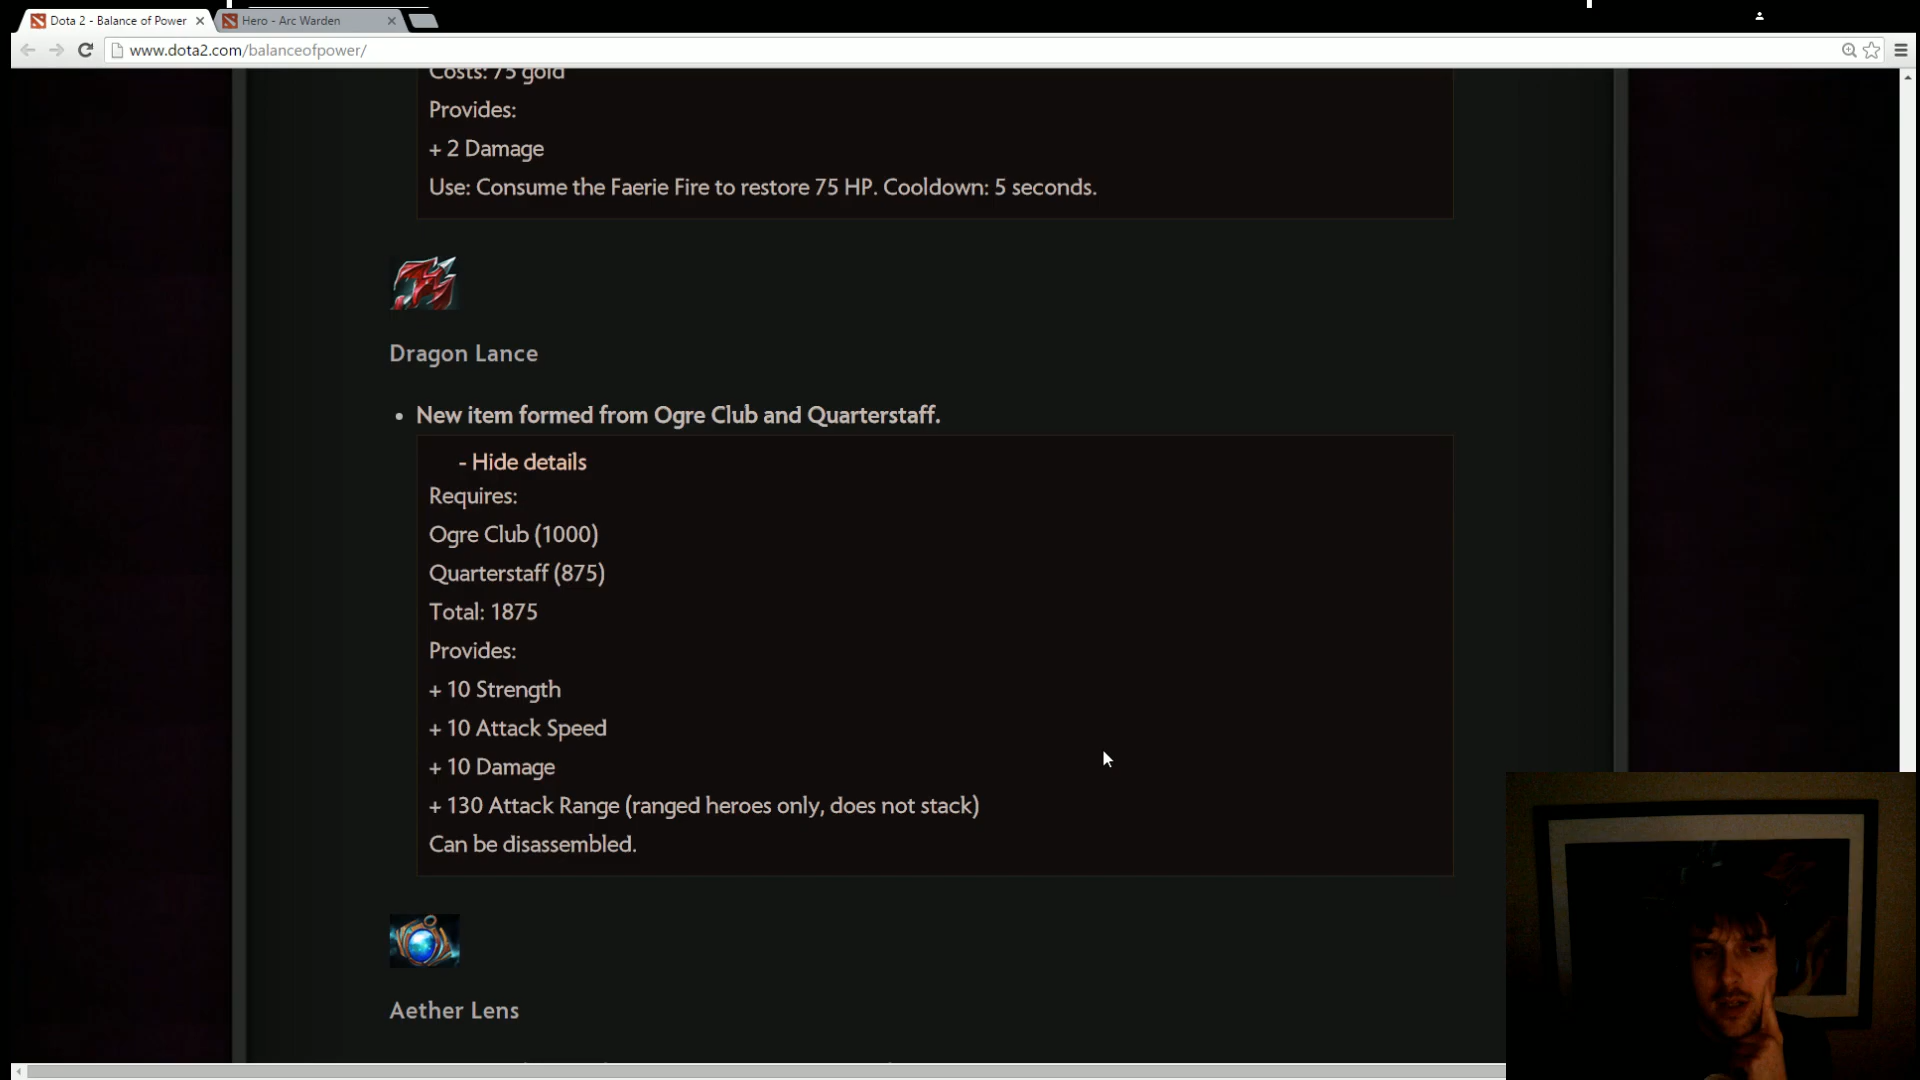 Dota 2 - Balance of Power
Hero - Arc Warden
www.dota2.com/balanceofpower/
Costs: 75 gold
Provides:
+ 2 Damage
Use: Consume the Faerie Fire to restore 75 HP. Cooldown: 5 seconds.
Dragon Lance
• New item formed from Ogre Club and Quarterstaff.
- Hide details
Requires:
Ogre Club (1000)
Quarterstaff (875)
Total: 1875
Provides:
+ 10 Strength
+ 10 Attack Speed
+ 10 Damage
+ 130 Attack Range (ranged heroes only, does not stack)
Can be disassembled.
Aether Lens